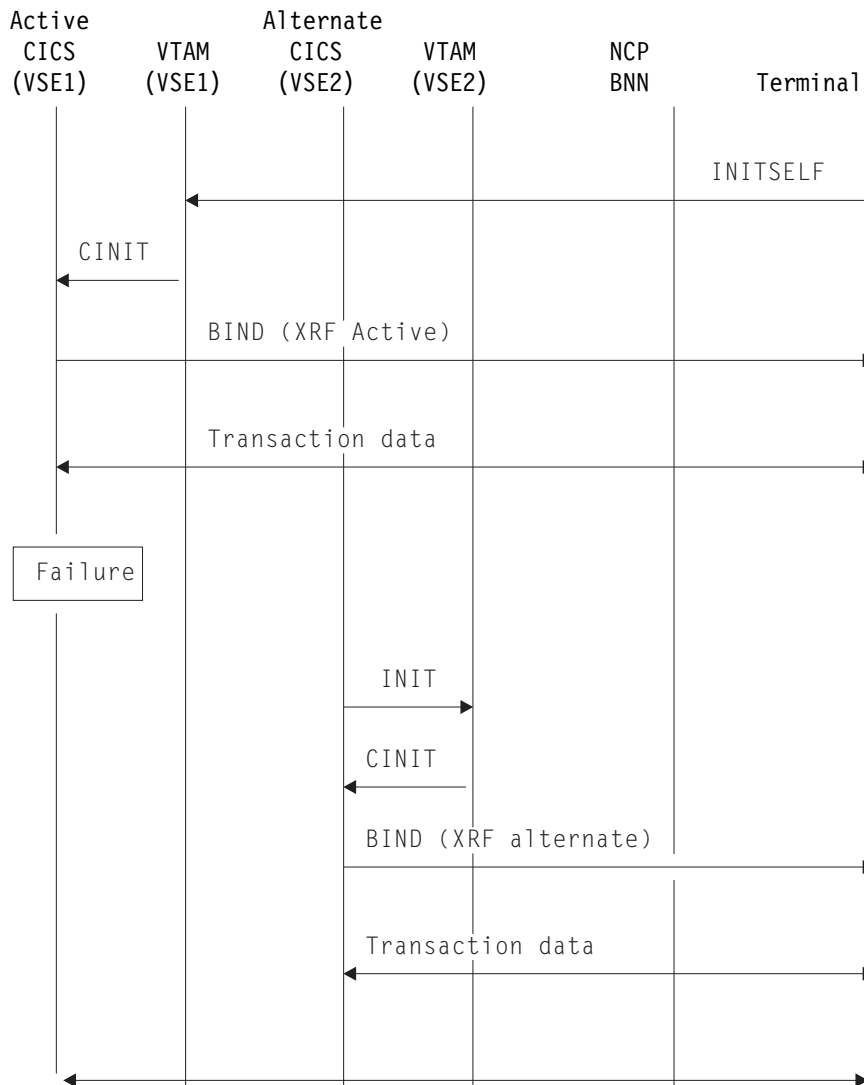 Active Alternate
CICS VTAM CICS VTAM NCP
(VSE1) (VSE1) (VSE2) (VSE2) BNN Terminal
INITSELF
CINIT
BIND (XRF Active)
Transaction data
Failure
INIT
CINIT
BIND (XRF alternate)
Transaction data